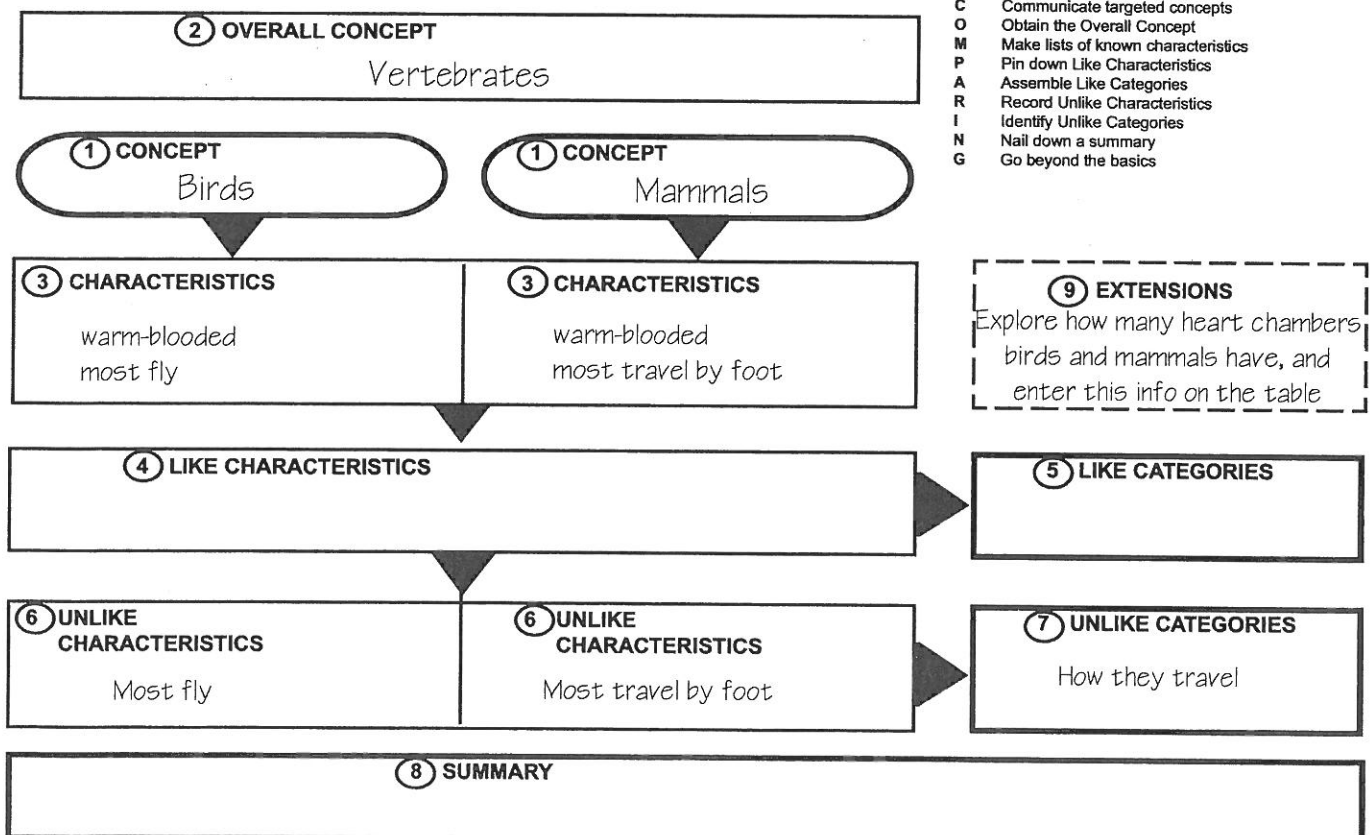 C Communicate targeted concepts
O Obtain the Overall Concept
M Make lists of known characteristics
P Pin down Like Characteristics
A Assemble Like Categories
R Record Unlike Characteristics
I Identify Unlike Categories
N Nail down a summary
G Go beyond the basics
2 OVERALL CONCEPT
Vertebrates
1 CONCEPT
Birds
1 CONCEPT
Mammals
3 CHARACTERISTICS
warm-blooded
most fly
3 CHARACTERISTICS
warm-blooded
most travel by foot
9 EXTENSIONS
Explore how many heart chambers
birds and mammals have, and
enter this info on the table
4 LIKE CHARACTERISTICS
5 LIKE CATEGORIES
6 UNLIKE
CHARACTERISTICS
Most fly
6 UNLIKE
CHARACTERISTICS
Most travel by foot
7 UNLIKE CATEGORIES
How they travel
8 SUMMARY